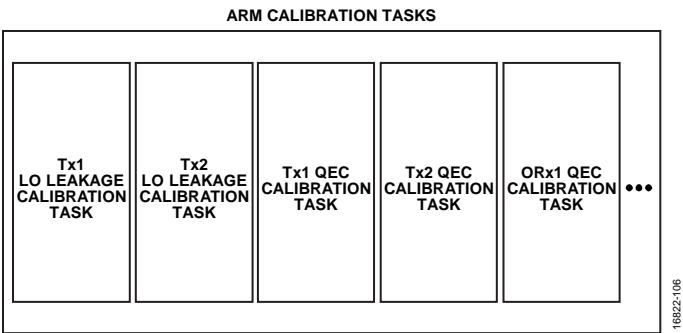 ARM CALIBRATION TASKS
Tx1
LO LEAKAGE
CALIBRATION
TASK
Tx2
LO LEAKAGE
CALIBRATION
TASK
Tx1 QEC
CALIBRATION
TASK
Tx2 QEC
CALIBRATION
TASK
ORx1 QEC
CALIBRATION
TASK
•••
16822-106